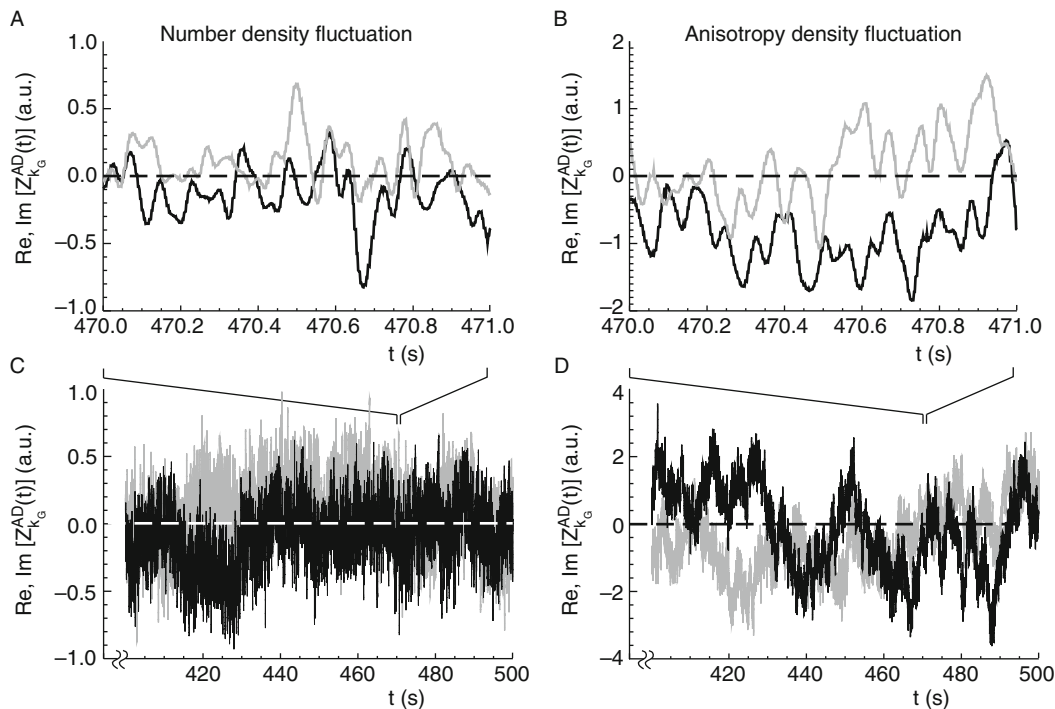 A
Number density fluctuation
Re, Im [Z^AD_kG(t)] (a.u.)
1.0
0.5
0.0
–0.5
–1.0
470.0 470.2 470.4 470.6 470.8 471.0
t (s)
B
Anisotropy density fluctuation
Re, Im [Z^AD_kG(t)] (a.u.)
2
1
0
–1
–2
470.0 470.2 470.4 470.6 470.8 471.0
t (s)
C
Re, Im [Z^AD_kG(t)] (a.u.)
1.0
0.5
0.0
–0.5
–1.0
420 440 460 480 500
t (s)
D
Re, Im [Z^AD_kG(t)] (a.u.)
4
2
0
–2
–4
420 440 460 480 500
t (s)